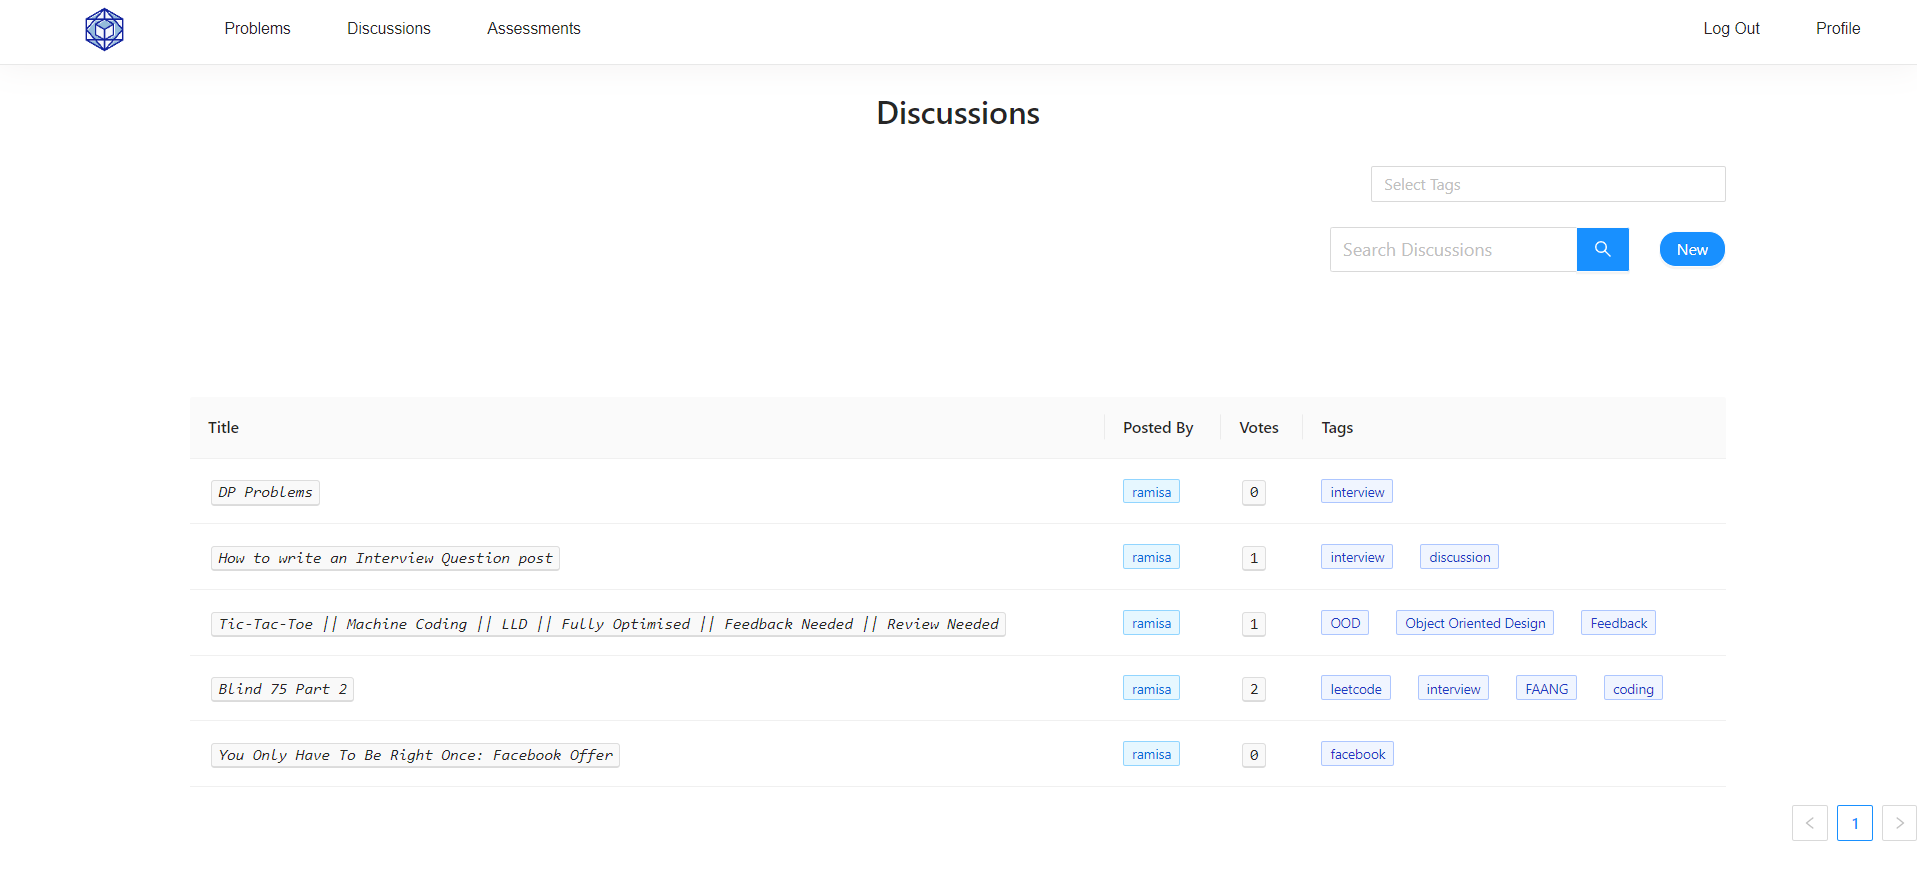 Problems Discussions Assessments Log Out Profile
Discussions
Select Tags
Search Discussions New
Title Posted By Votes Tags
DP Problems ramisa 0 interview
How to write an Interview Question post ramisa 1 interview discussion
Tic-Tac-Toe || Machine Coding || LLD || Fully Optimised || Feedback Needed || Review Needed ramisa 1 OOD Object Oriented Design Feedback
Blind 75 Part 2 ramisa 2 leetcode interview FAANG coding
You Only Have To Be Right Once: Facebook Offer ramisa 0 facebook
< 1 >